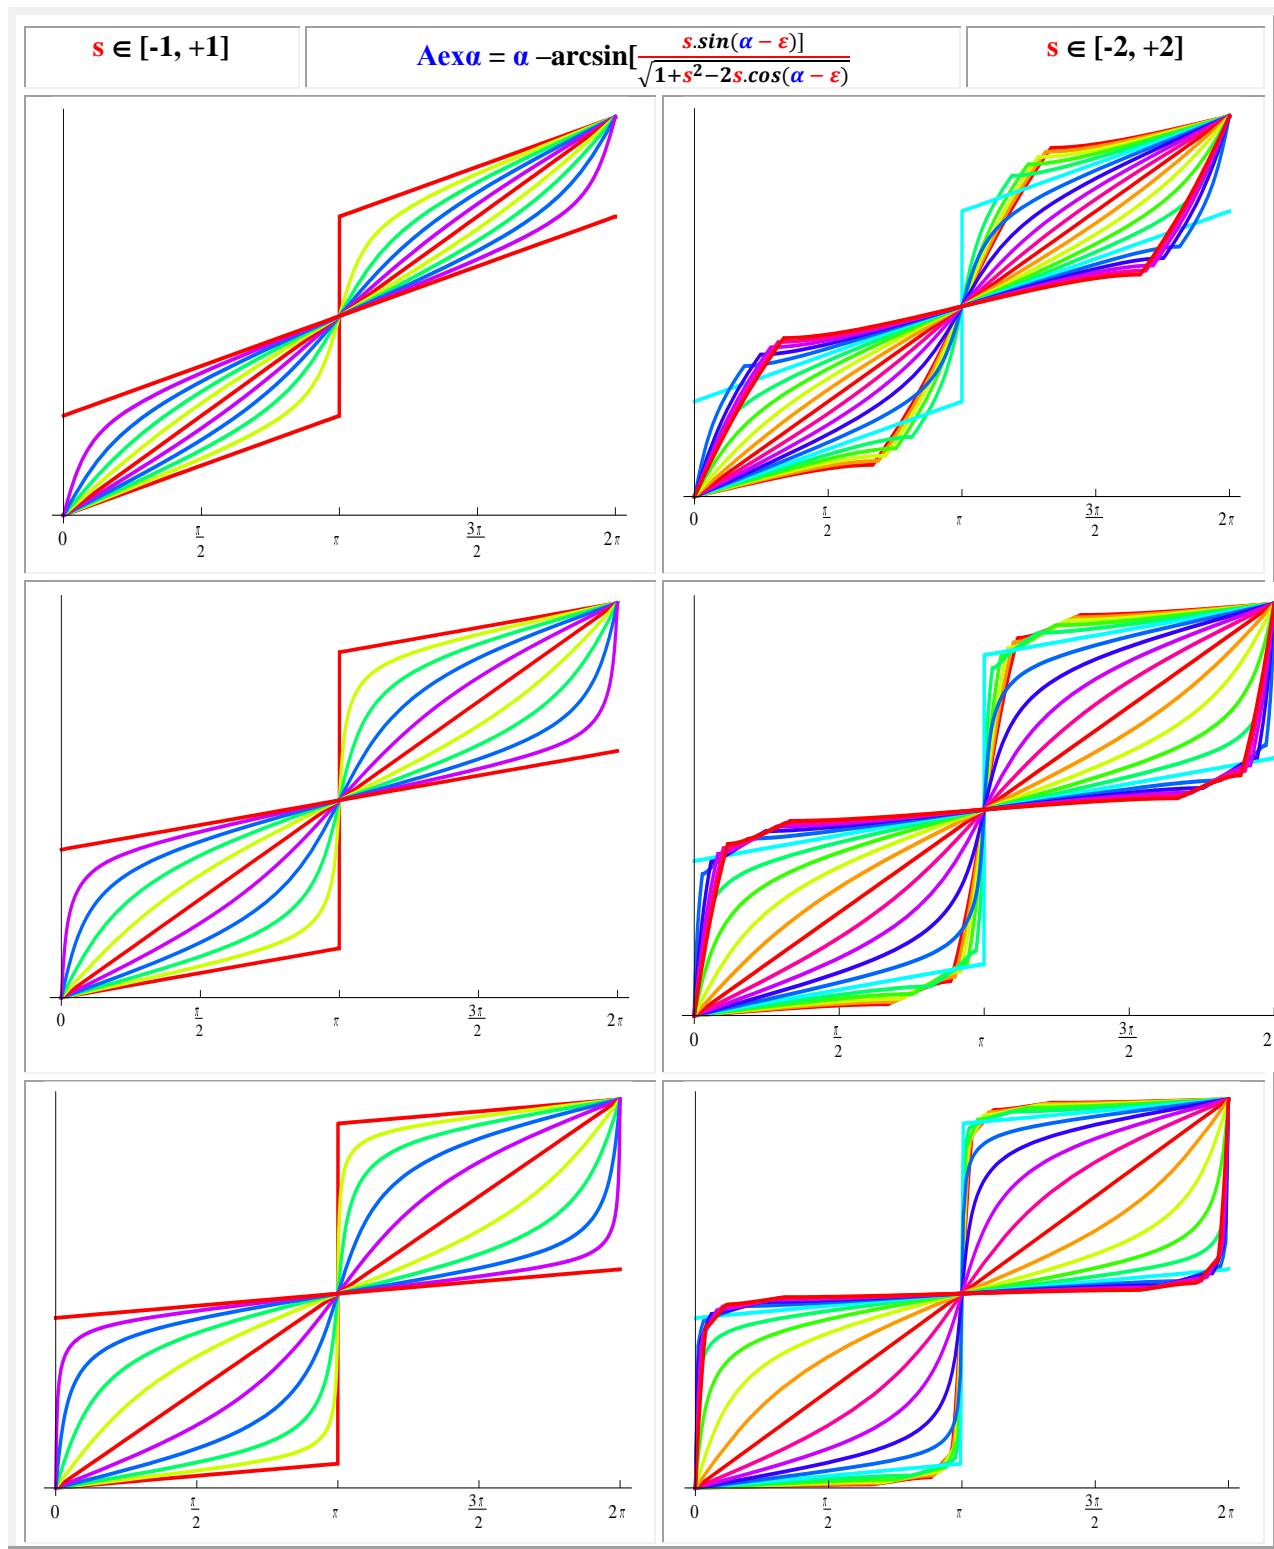 s ∈ [-1, +1]
Aexα = α –arcsin[s.sin(α − ε)]/√1+s²−2s.cos(α − ε)
s ∈ [-2, +2]
0 π/2 π 3π/2 2π
0 π/2 π 3π/2 2π
0 π/2 π 3π/2 2π
0 π/2 π 3π/2 2
0 π/2 π 3π/2 2π
0 π/2 π 3π/2 2π